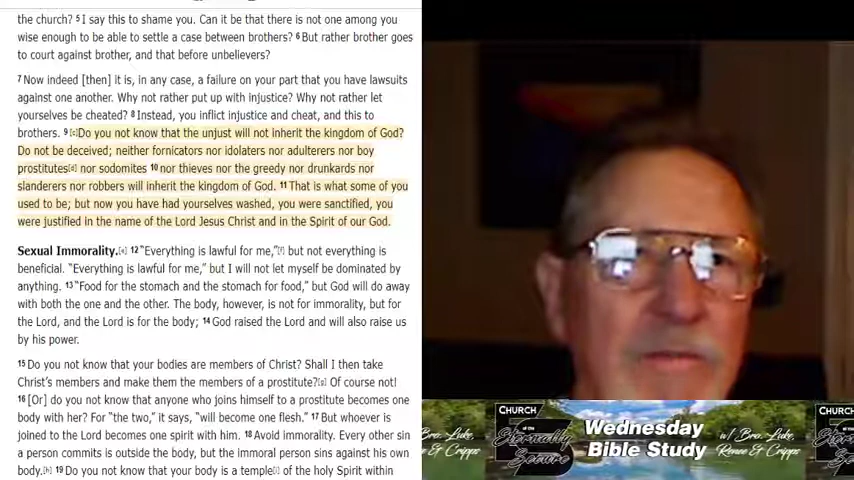 the church? 5 I say this to shame you. Can it be that there is not one among you
wise enough to be able to settle a case between brothers? 6 But rather brother goes
to court against brother, and that before unbelievers?
7 Now indeed [then] it is, in any case, a failure on your part that you have lawsuits
against one another. Why not rather put up with injustice? Why not rather let
yourselves be cheated? 8 Instead, you inflict injustice and cheat, and this to
brothers. 9 [c]Do you not know that the unjust will not inherit the kingdom of God?
Do not be deceived; neither fornicators nor idolaters nor adulterers nor boy
prostitutes[d] nor sodomites 10 nor thieves nor the greedy nor drunkards nor
slanderers nor robbers will inherit the kingdom of God. 11 That is what some of you
used to be; but now you have had yourselves washed, you were sanctified, you
were justified in the name of the Lord Jesus Christ and in the Spirit of our God.
Sexual Immorality.[e] 12 “Everything is lawful for me,”[f] but not everything is
beneficial. “Everything is lawful for me,” but I will not let myself be dominated by
anything. 13 “Food for the stomach and the stomach for food,” but God will do away
with both the one and the other. The body, however, is not for immorality, but for
the Lord, and the Lord is for the body; 14 God raised the Lord and will also raise us
by his power.
15 Do you not know that your bodies are members of Christ? Shall I then take
Christ’s members and make them the members of a prostitute?[g] Of course not!
16 [Or] do you not know that anyone who joins himself to a prostitute becomes one
body with her? For “the two,” it says, “will become one flesh.” 17 But whoever is
joined to the Lord becomes one spirit with him. 18 Avoid immorality. Every other sin
a person commits is outside the body, but the immoral person sins against his own
body.[h] 19 Do you not know that your body is a temple[i] of the holy Spirit within
Bro. Luke,
e & Cripps
CHURCH
of the
Eternally
Secure
Wednesday
Bible Study
w/ Bro. Luke,
Renee & Cripps
CHURCH